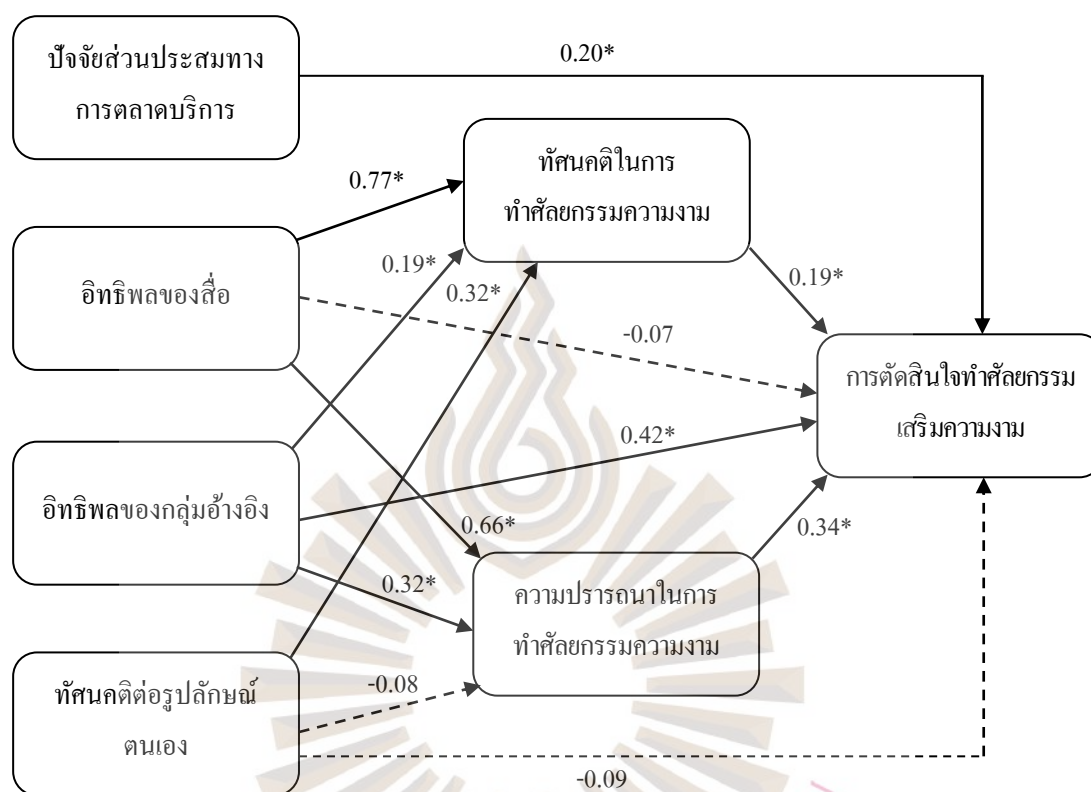 ปัจจัยส่วนประสมทาง
การตลาดบริการ
0.20*
ทัศนคติในการ
ทำศัลยกรรมความงาม
0.77*
อิทธิพลของสื่อ
0.19*
0.32*
0.19*
-0.07
การตัดสินใจทำศัลยกรรม
เสริมความงาม
0.42*
อิทธิพลของกลุ่มอ้างอิง
0.66*
0.34*
0.32*
ความปรารถนาในการ
ทำศัลยกรรมความงาม
ทัศนคติต่อรูปลักษณ์
ตนเอง
-0.08
-0.09